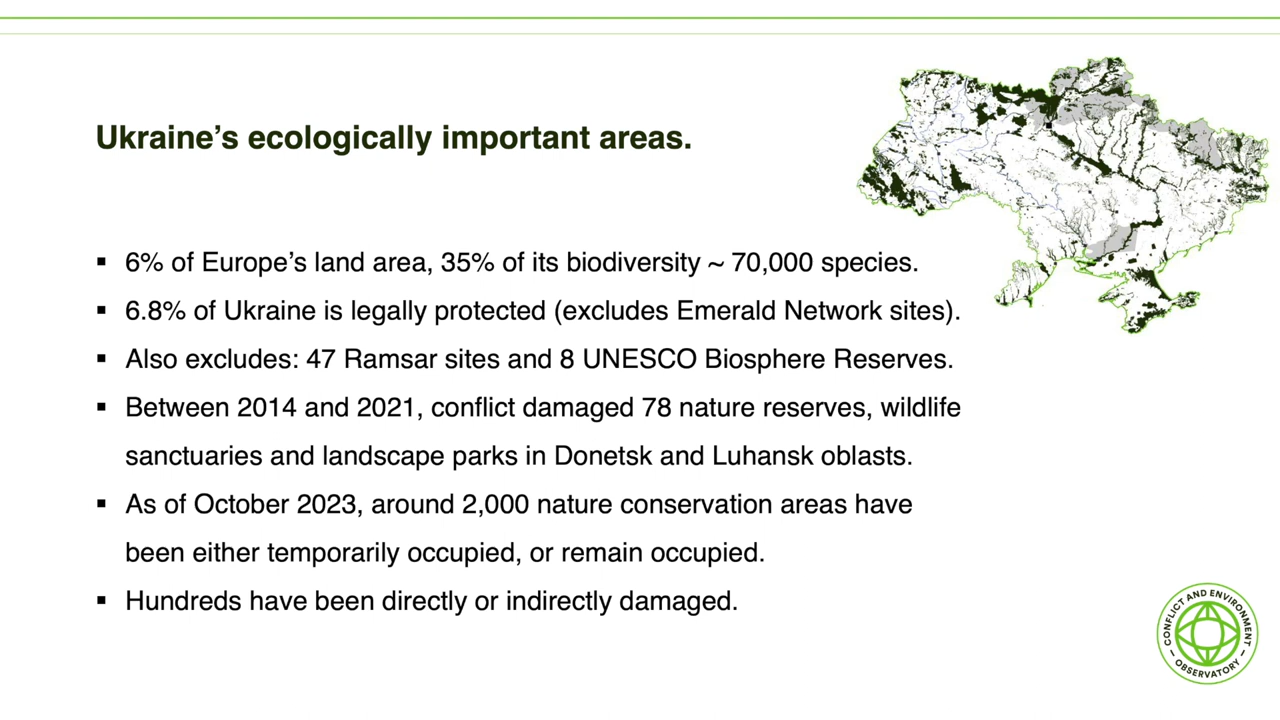 Ukraine’s ecologically important areas.
▪ 6% of Europe’s land area, 35% of its biodiversity ~ 70,000 species.
▪ 6.8% of Ukraine is legally protected (excludes Emerald Network sites).
▪ Also excludes: 47 Ramsar sites and 8 UNESCO Biosphere Reserves.
▪ Between 2014 and 2021, conflict damaged 78 nature reserves, wildlife
sanctuaries and landscape parks in Donetsk and Luhansk oblasts.
▪ As of October 2023, around 2,000 nature conservation areas have
been either temporarily occupied, or remain occupied.
▪ Hundreds have been directly or indirectly damaged.
CONFLICT AND ENVIRONMENT
– OBSERVATORY –